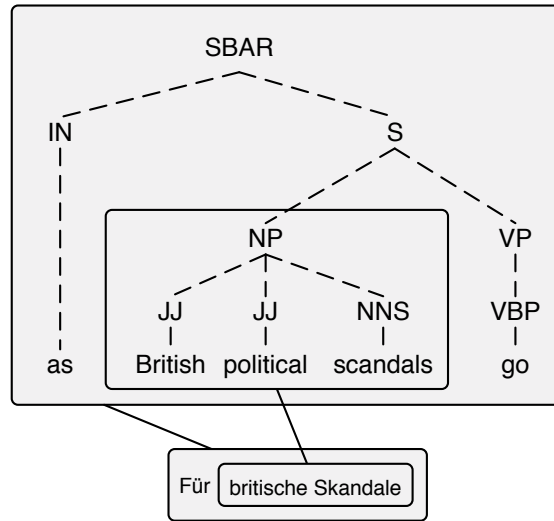 SBAR
IN S
NP VP
JJ JJ NNS VBP
as British political scandals go
Für britische Skandale